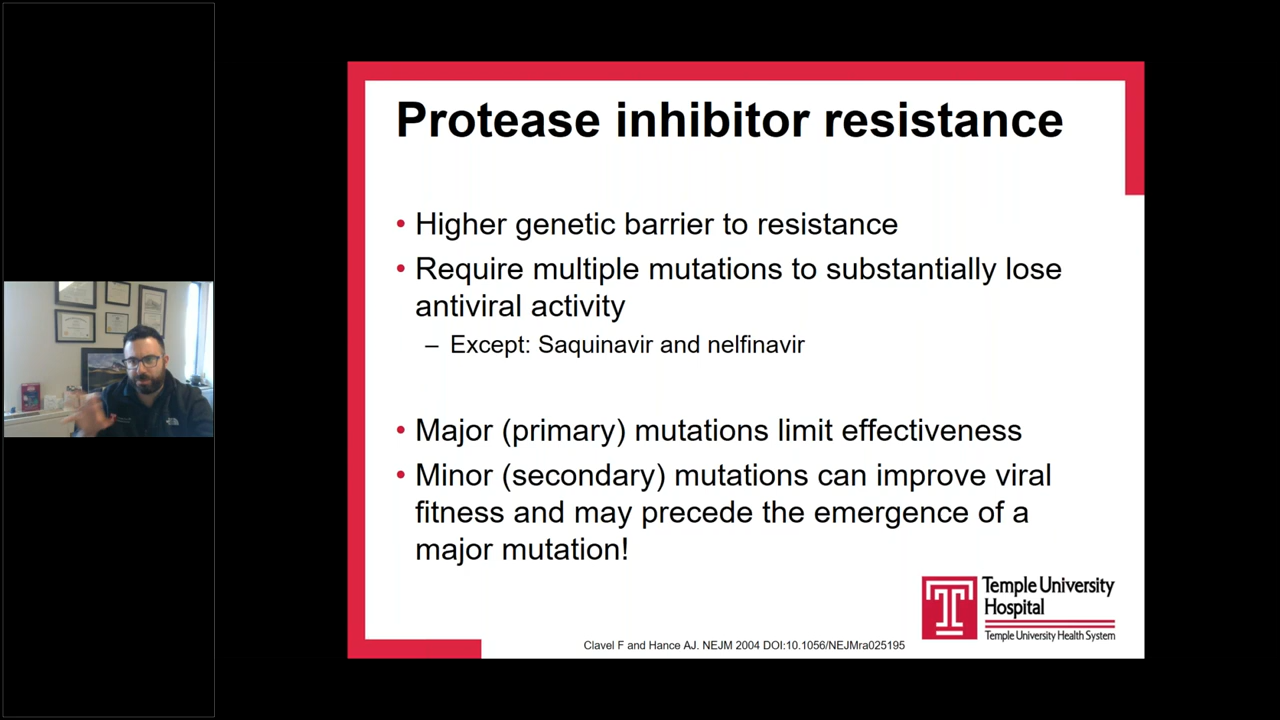 Protease inhibitor resistance
• Higher genetic barrier to resistance
• Require multiple mutations to substantially lose
antiviral activity
– Except: Saquinavir and nelfinavir
• Major (primary) mutations limit effectiveness
• Minor (secondary) mutations can improve viral
fitness and may precede the emergence of a
major mutation!
Temple University
Hospital
Temple University Health System
Clavel F and Hance AJ. NEJM 2004 DOI:10.1056/NEJMra025195